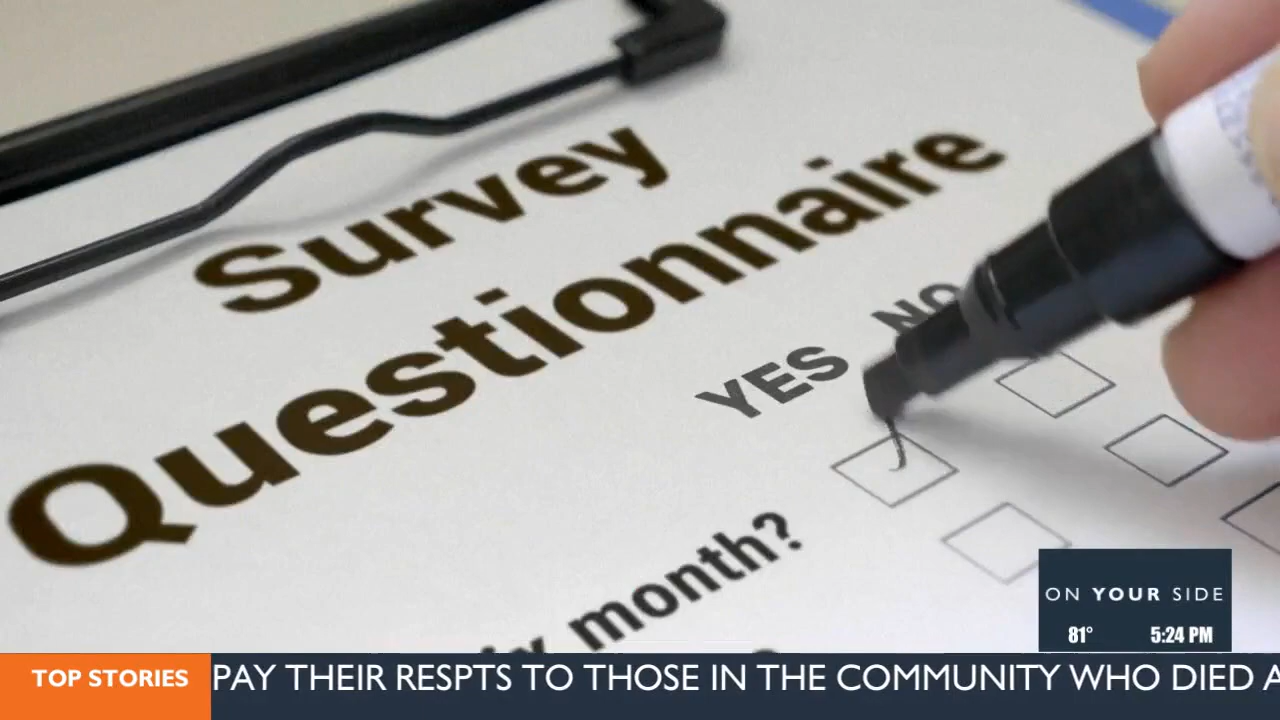 Survey
Questionnaire
YES NO
month?
ON YOUR SIDE
81° 5:24 PM
TOP STORIES PAY THEIR RESPTS TO THOSE IN THE COMMUNITY WHO DIED A